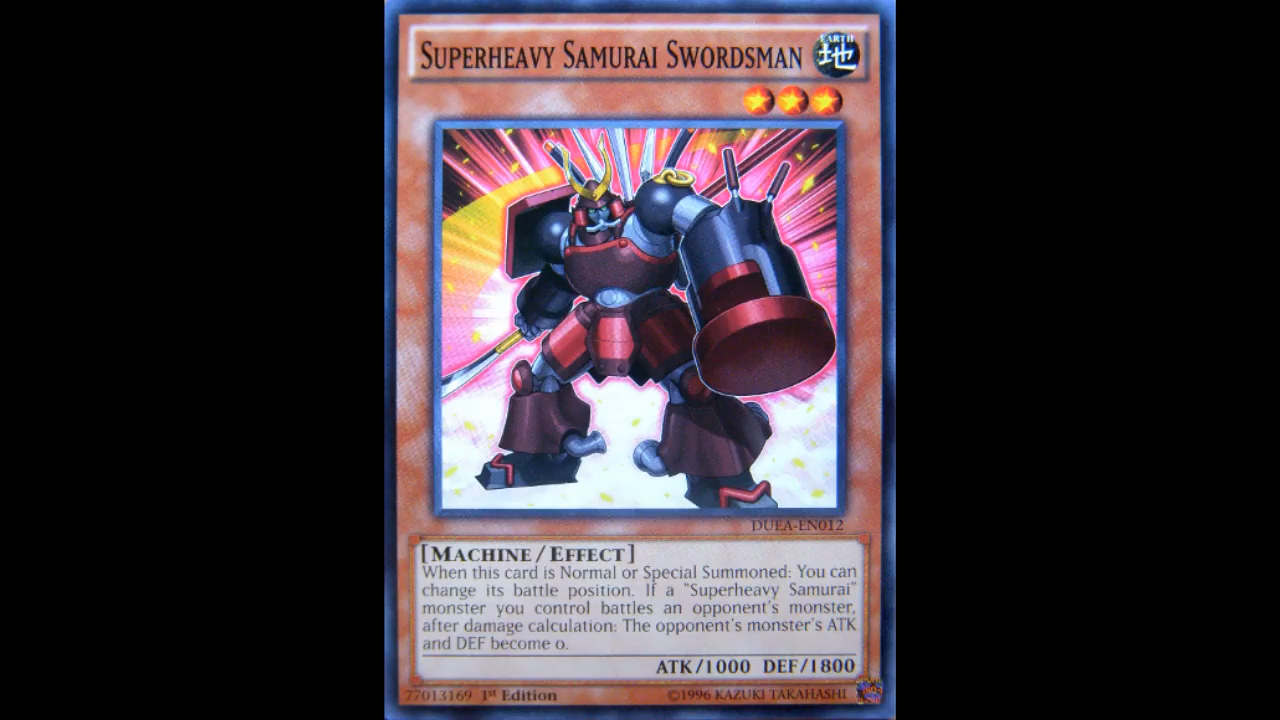 SUPERHEAVY SAMURAI SWORDSMAN
EARTH
地
DUEA-EN012
[MACHINE/EFFECT]
When this card is Normal or Special Summoned: You can
change its battle position. If a "Superheavy Samurai"
monster you control battles an opponent's monster,
after damage calculation: The opponent's monster's ATK
and DEF become 0.
ATK/1000 DEF/1800
77013169 1st Edition
©1996 KAZUKI TAKAHASHI